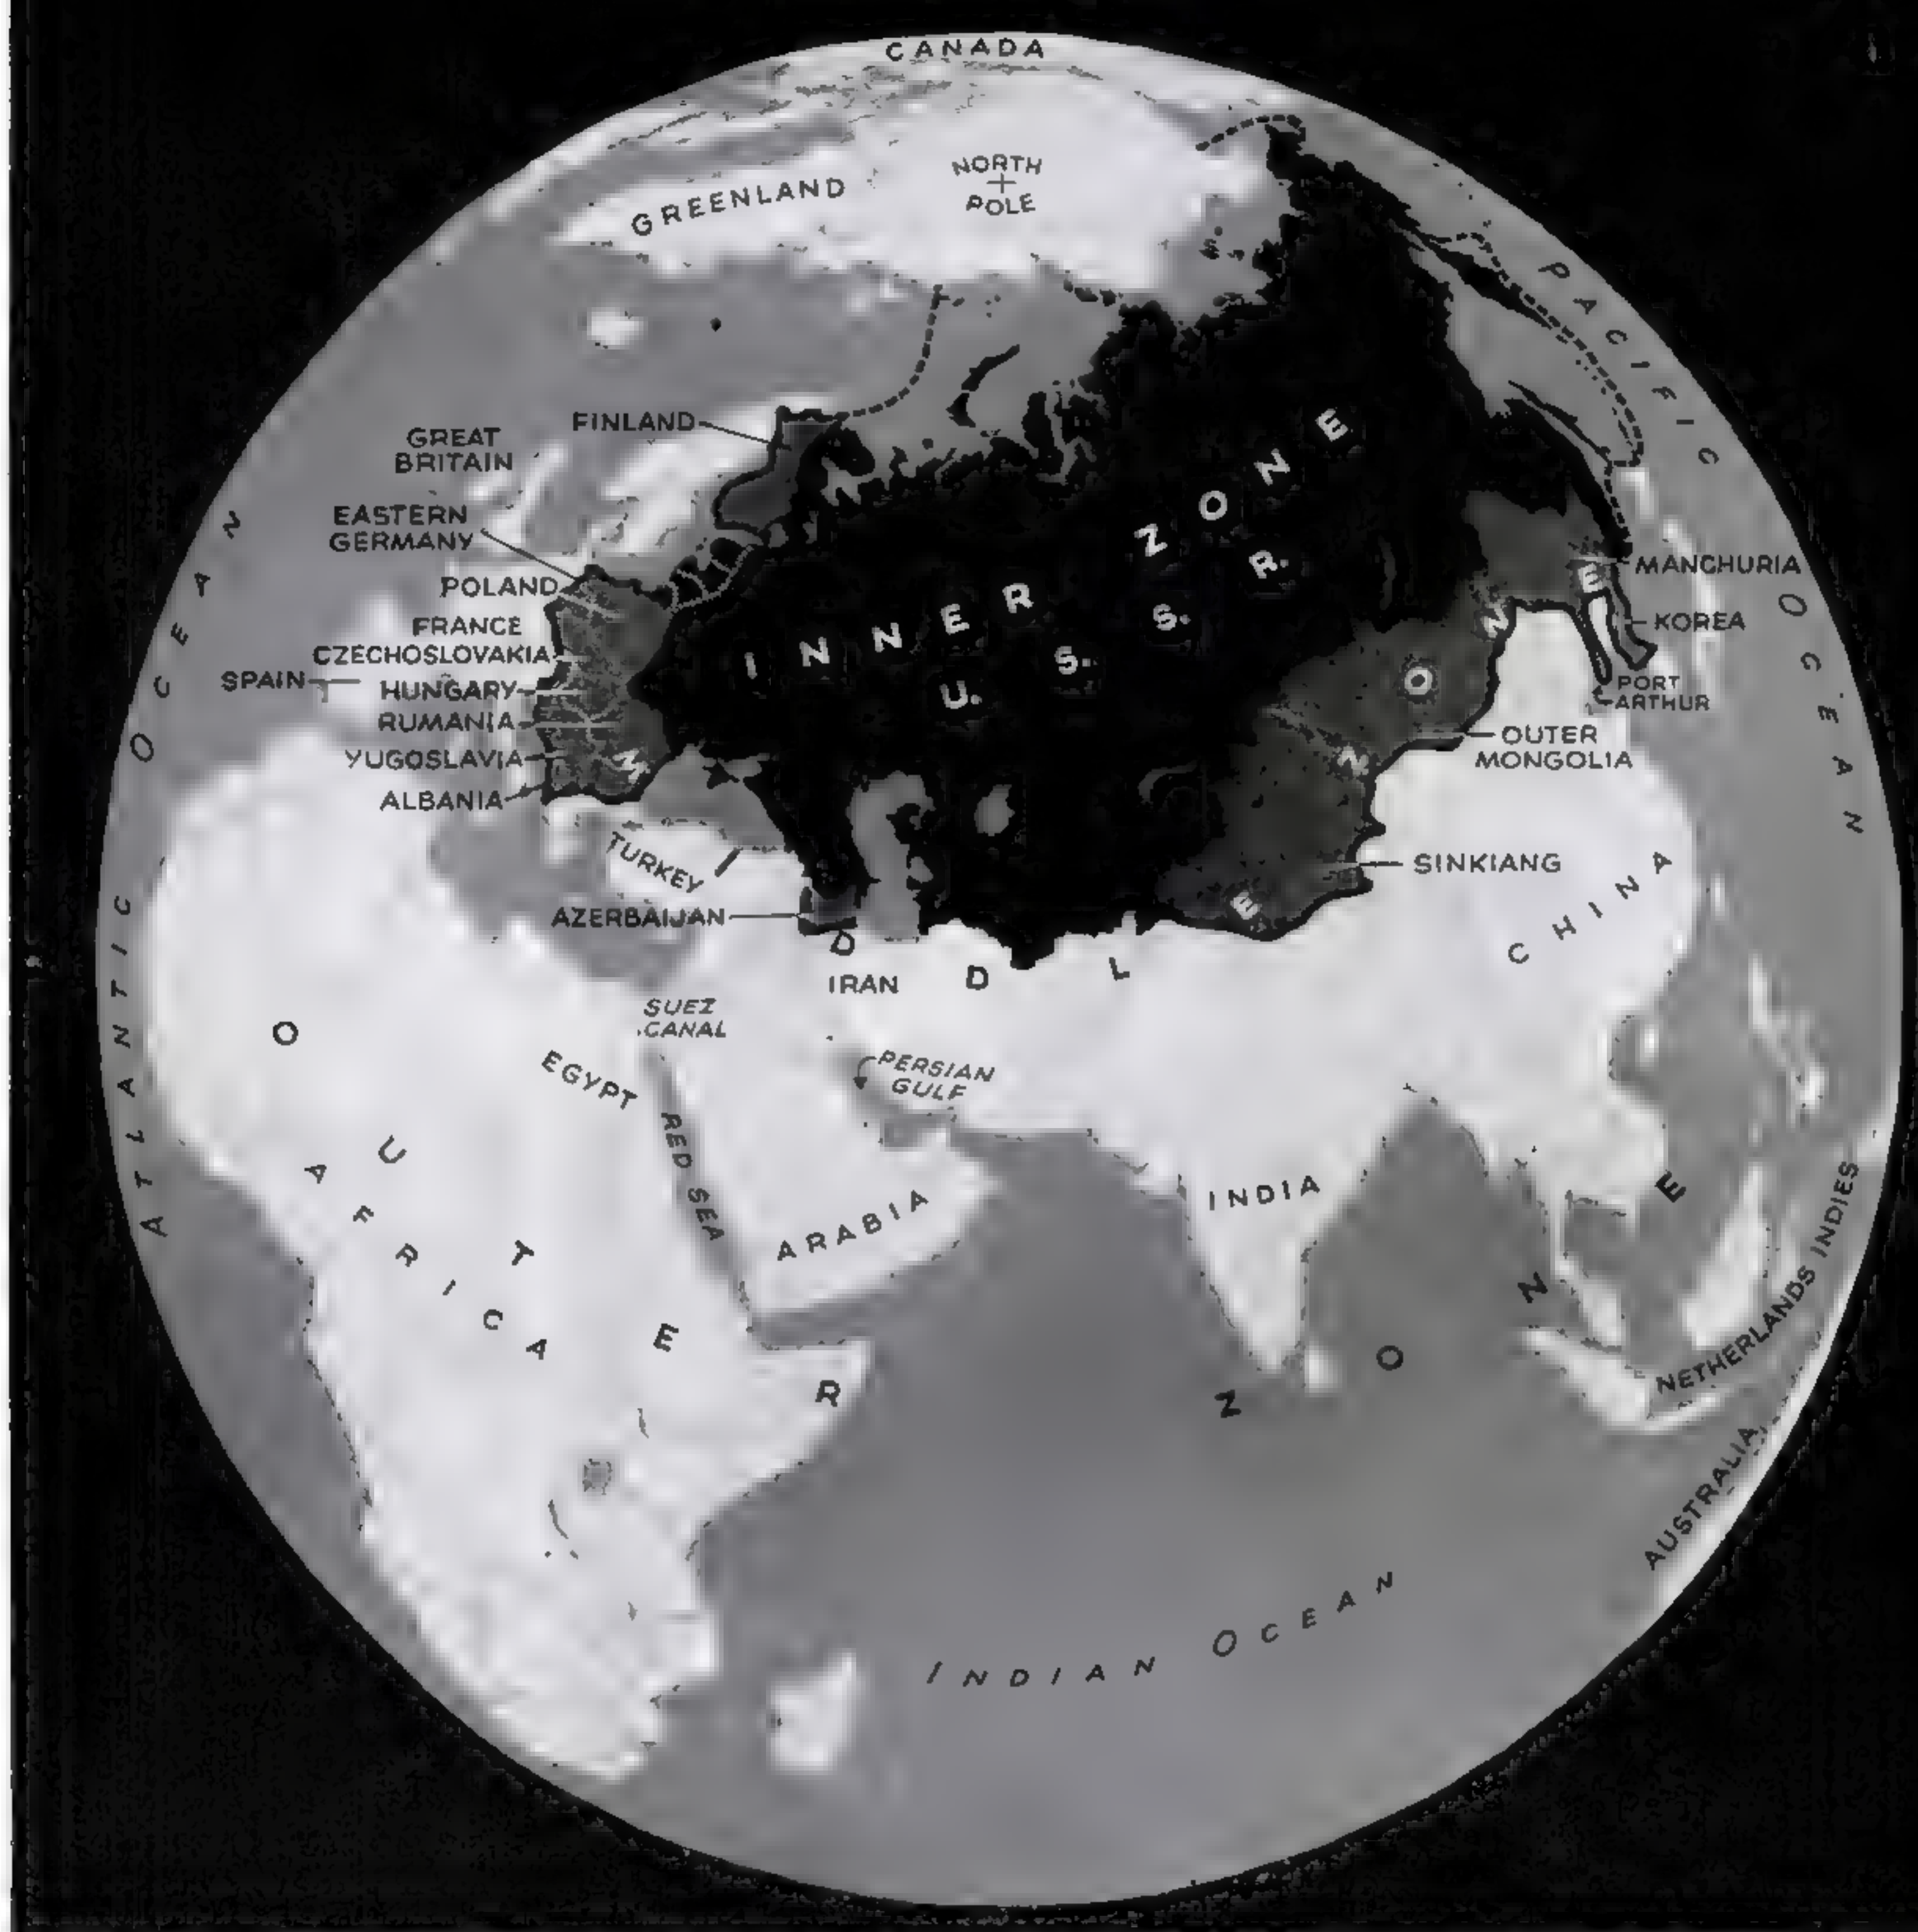 CANADA
NORTH
POLE
GREENLAND
FINLAND
GREAT
BRITAIN
EASTERN
GERMANY
POLAND
FRANCE
CZECHOSLOVAKIA
SPAIN
HUNGARY
RUMANIA
YUGOSLAVIA
ALBANIA
TURKEY
AZERBAIJAN
INNER ZONE
U. S. S. R.
MIDDLE ZONE
MANCHURIA
KOREA
PORT
ARTHUR
OUTER
MONGOLIA
SINKIANG
CHINA
IRAN
SUEZ
CANAL
EGYPT
PERSIAN
GULF
RED SEA
ARABIA
INDIA
AFRICA
OUTER ZONE
NETHERLANDS INDIES
AUSTRALIA
ATLANTIC OCEAN
PACIFIC OCEAN
INDIAN OCEAN